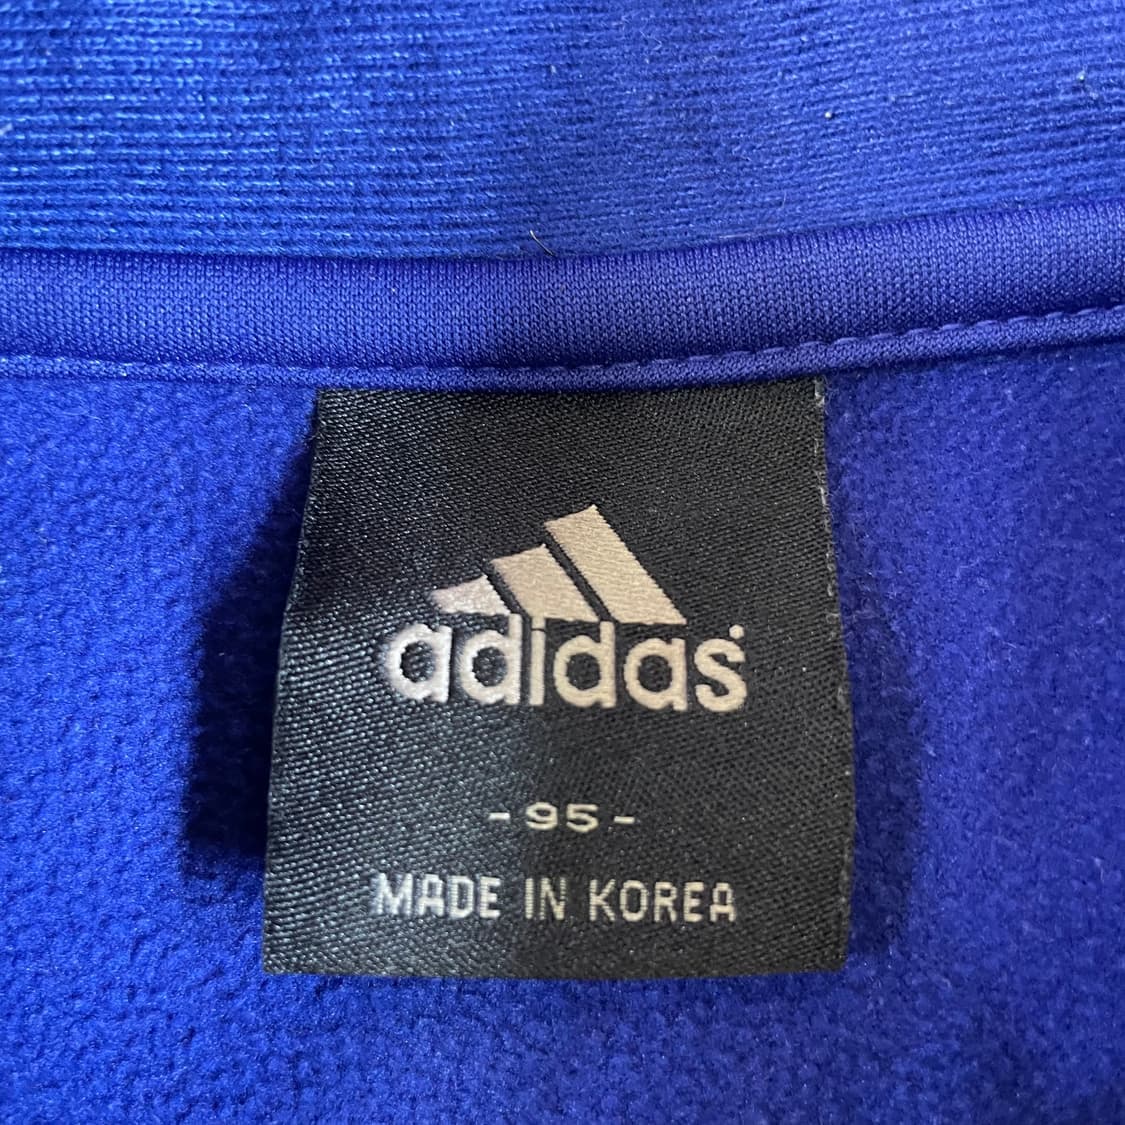 adidas
-95-
MADE IN KOREA